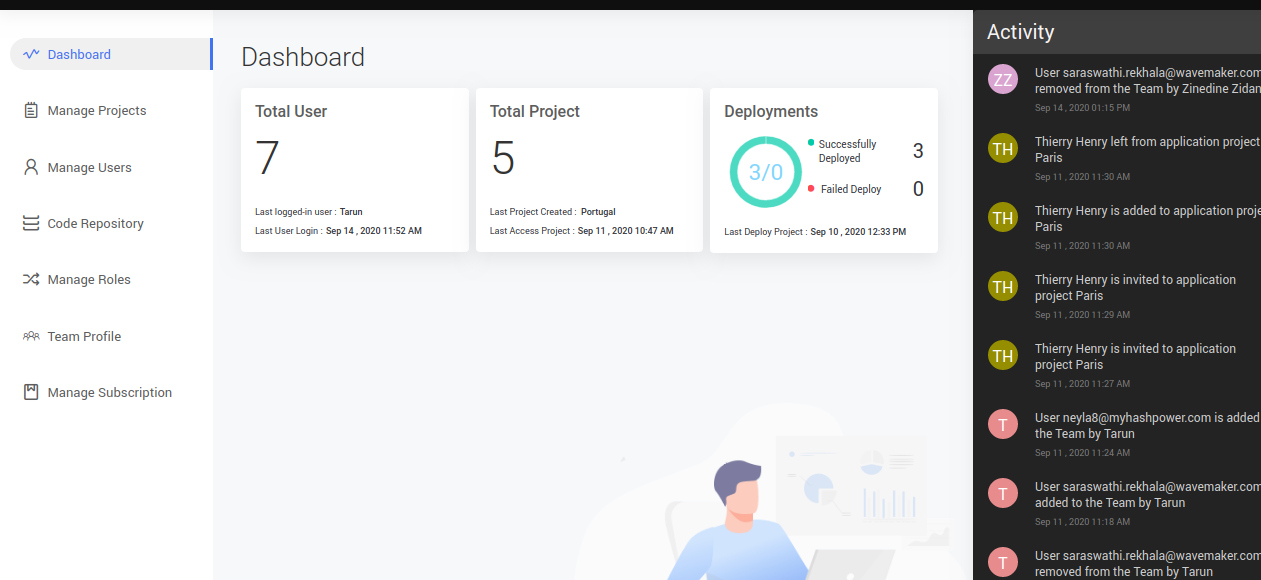 Dashboard
Manage Projects
Manage Users
Code Repository
Manage Roles
Team Profile
Manage Subscription
Dashboard
Total User
7
Last logged-in user : Tarun
Last User Login : Sep 14 , 2020 11:52 AM
Total Project
5
Last Project Created : Portugal
Last Access Project : Sep 11 , 2020 10:47 AM
Deployments
3/0
Successfully
Deployed
3
Failed Deploy
0
Last Deploy Project : Sep 10 , 2020 12:33 PM
Activity
ZZ
User saraswathi.rekhala@wavemaker.com
removed from the Team by Zinedine Zidan
Sep 14 , 2020 01:15 PM
TH
Thierry Henry left from application project
Paris
Sep 11 , 2020 11:30 AM
TH
Thierry Henry is added to application proje
Paris
Sep 11 , 2020 11:30 AM
TH
Thierry Henry is invited to application
project Paris
Sep 11 , 2020 11:29 AM
TH
Thierry Henry is invited to application
project Paris
Sep 11 , 2020 11:27 AM
T
User neyla8@myhashpower.com is added
the Team by Tarun
Sep 11 , 2020 11:24 AM
T
User saraswathi.rekhala@wavemaker.com
added to the Team by Tarun
Sep 11 , 2020 11:18 AM
T
User saraswathi.rekhala@wavemaker.com
removed from the Team by Tarun